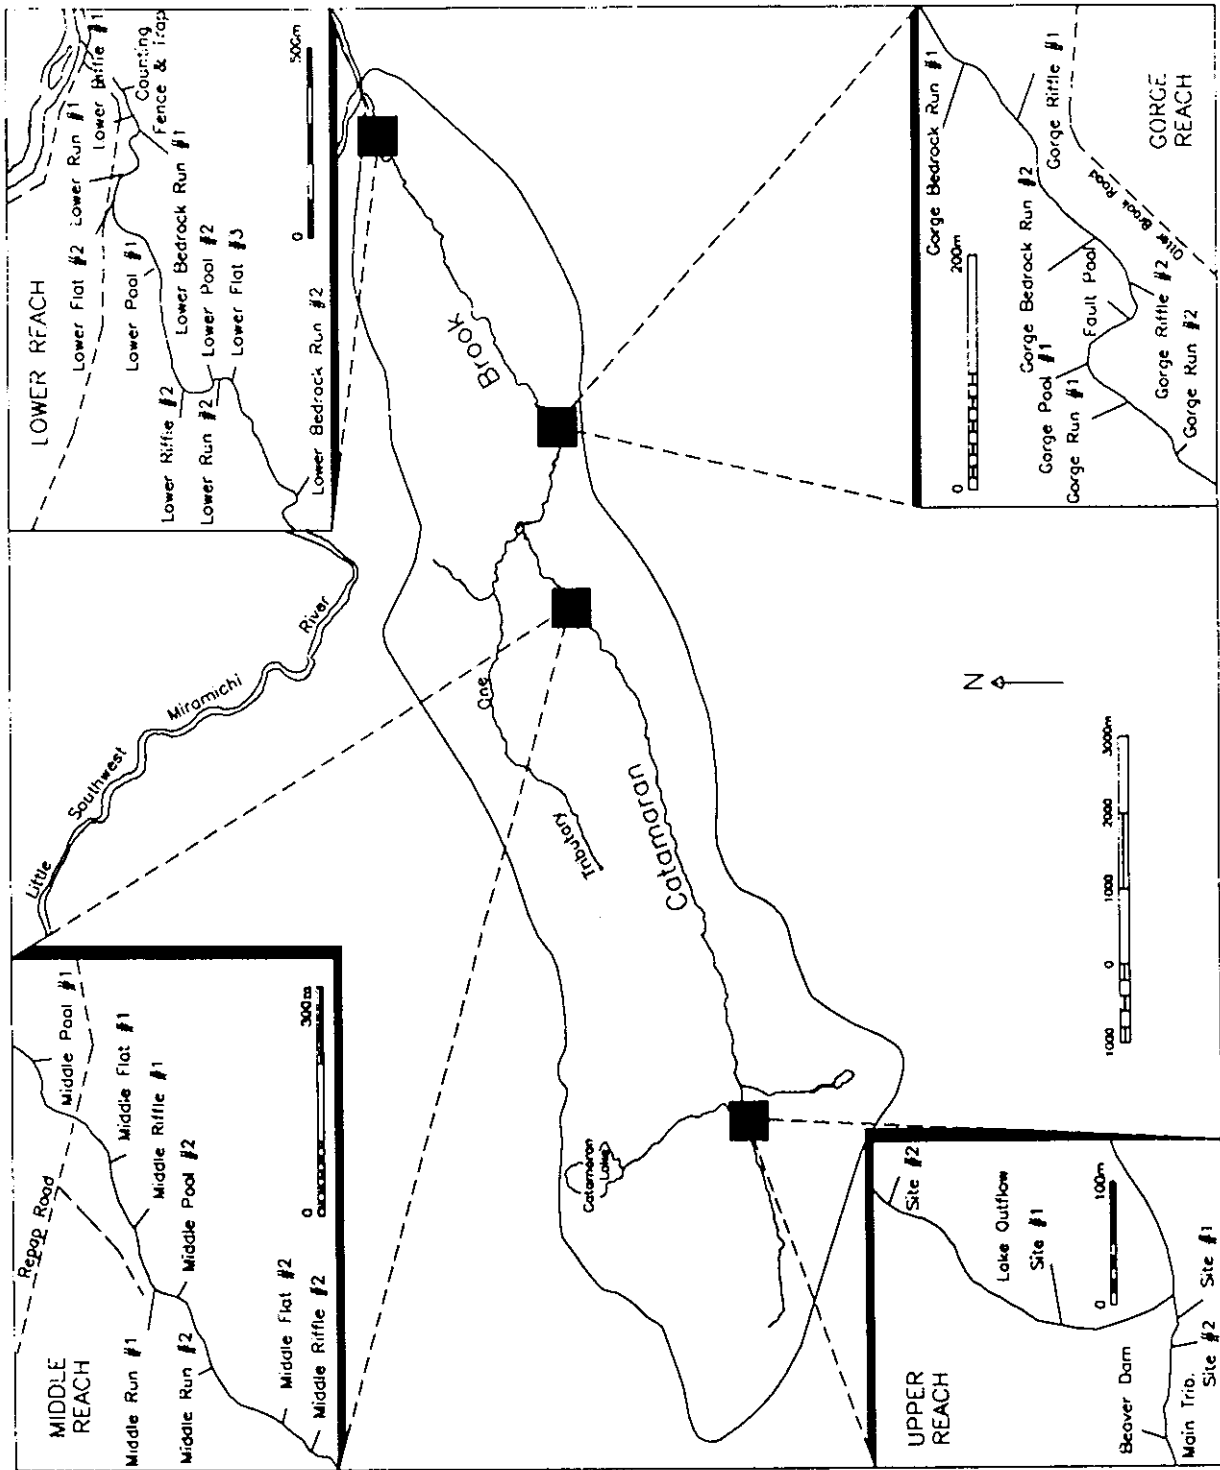 MIDDLE
REACH
Repap Road
Middle Pool #1
Middle Flat #1
Middle Riffle #1
Middle Pool #2
Middle Run #1
Middle Run #2
Middle Flat #2
Middle Riffle #2
0 300m
Little
Southwest
Miramichi
River
LOWER REACH
Lower Flat #2
Lower Run #1
Lower Riffle #1
Counting
Fence & Trap
Lower Pool #1
Lower Bedrock Run #1
Lower Riffle #2
Lower Run #2
Lower Pool #2
Lower Flat #3
Lower Bedrock Run #2
0 500m
Catamaran
Brook
Tributary
One
Catamaran
Lake
N
1000 0 1000 2000 3000m
UPPER
REACH
Site #2
Lake Outflow
Site #1
0 100m
Beaver Dam
Main Trib.
Site #2
Site #1
GORGE
REACH
Gorge Bedrock Run #1
Gorge Riffle #1
Gorge Bedrock Run #2
Fault Pool
Gorge Riffle #2
Gorge Pool #1
Gorge Run #1
Gorge Run #2
Otter Brook Road
0 200m